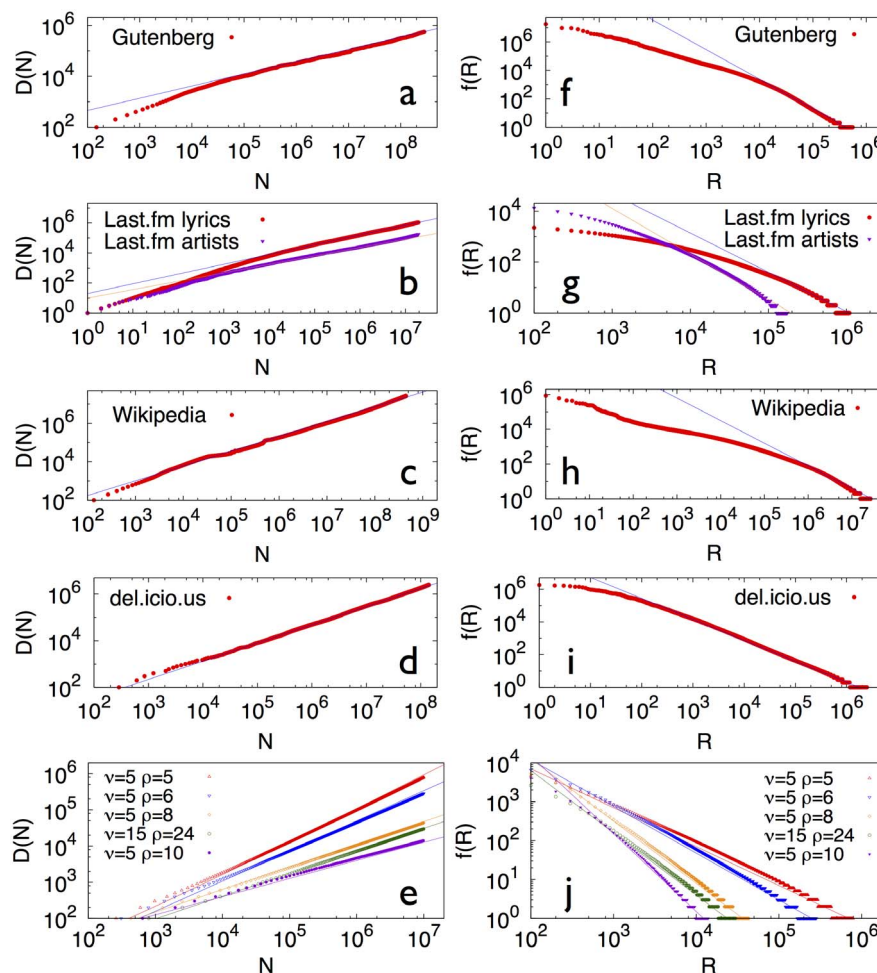 Gutenberg
D(N)
10^6
10^4
10^2
a
10^2 10^3 10^4 10^5 10^6 10^7 10^8
N
Gutenberg
f(R)
10^6
10^4
10^2
10^0
f
10^0 10^1 10^2 10^3 10^4 10^5 10^6
R
Last.fm lyrics
Last.fm artists
D(N)
10^6
10^4
10^2
10^0
b
10^0 10^1 10^2 10^3 10^4 10^5 10^6 10^7
N
Last.fm lyrics
Last.fm artists
f(R)
10^4
10^2
10^0
g
10^2 10^3 10^4 10^5 10^6
R
Wikipedia
D(N)
10^6
10^4
10^2
c
10^2 10^3 10^4 10^5 10^6 10^7 10^8 10^9
N
Wikipedia
f(R)
10^6
10^4
10^2
10^0
h
10^0 10^1 10^2 10^3 10^4 10^5 10^6 10^7
R
del.icio.us
D(N)
10^6
10^4
10^2
d
10^2 10^3 10^4 10^5 10^6 10^7 10^8
N
del.icio.us
f(R)
10^6
10^4
10^2
10^0
i
10^0 10^1 10^2 10^3 10^4 10^5 10^6
R
ν=5 ρ=5
ν=5 ρ=6
ν=5 ρ=8
ν=15 ρ=24
ν=5 ρ=10
D(N)
10^6
10^5
10^4
10^3
10^2
e
10^2 10^3 10^4 10^5 10^6 10^7
N
ν=5 ρ=5
ν=5 ρ=6
ν=5 ρ=8
ν=15 ρ=24
ν=5 ρ=10
f(R)
10^4
10^3
10^2
10^1
10^0
j
10^2 10^3 10^4 10^5 10^6
R